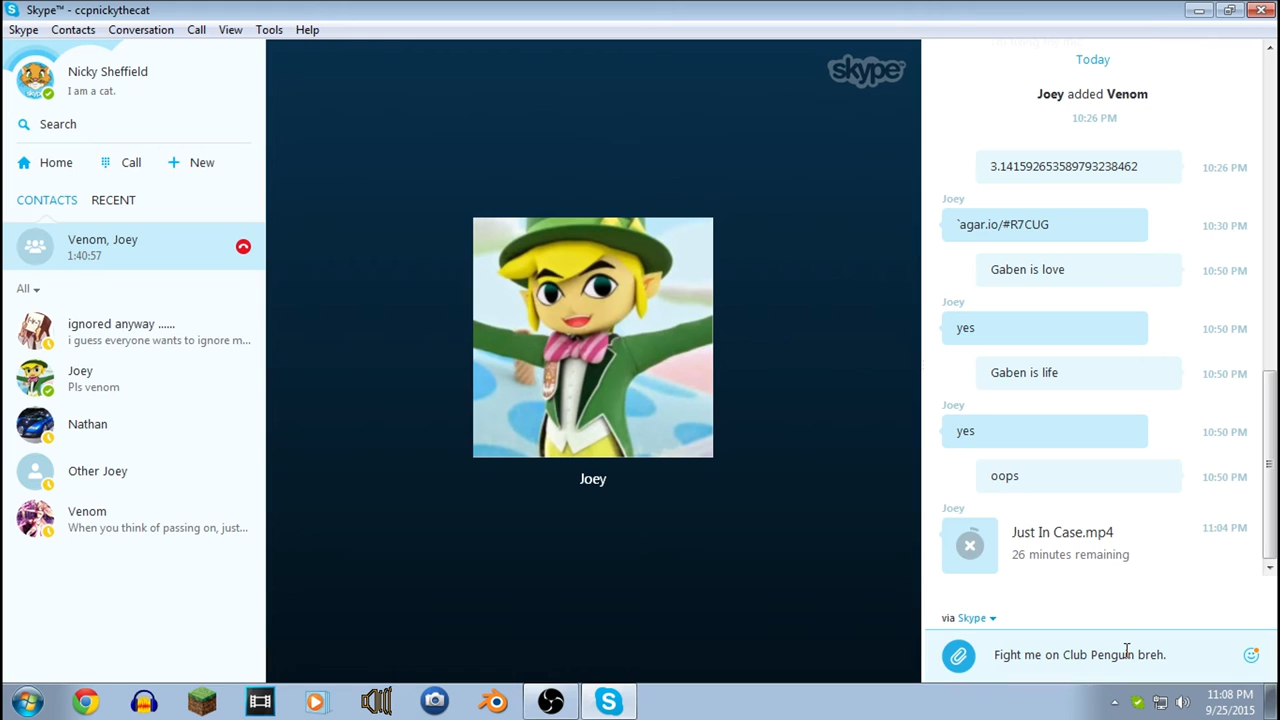 Skype™ - ccpnickythecat
Skype Contacts Conversation Call View Tools Help
Nicky Sheffield
I am a cat.
Search
Home Call New
CONTACTS RECENT
Venom, Joey
1:40:57
All
ignored anyway ......
i guess everyone wants to ignore m...
Joey
Pls venom
Nathan
Other Joey
Venom
When you think of passing on, just...
skype
Joey
Today
Joey added Venom
10:26 PM
3.141592653589793238462
10:26 PM
Joey
`agar.io/#R7CUG
10:30 PM
Gaben is love
10:50 PM
Joey
yes
10:50 PM
Gaben is life
10:50 PM
Joey
yes
10:50 PM
oops
10:50 PM
Joey
Just In Case.mp4
11:04 PM
26 minutes remaining
via Skype
Fight me on Club Penguin breh.
11:08 PM
9/25/2015